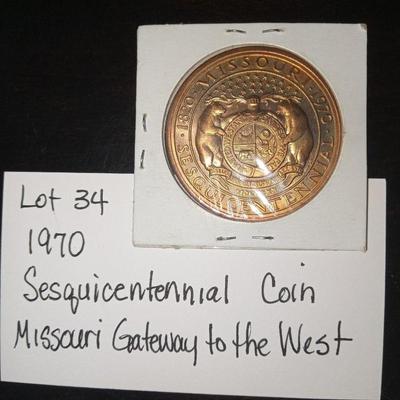 1820 · MISSOURI · 1970
SESQUICENTENNIAL
Lot 34
1970
Sesquicentennial Coin
Missouri Gateway to the West